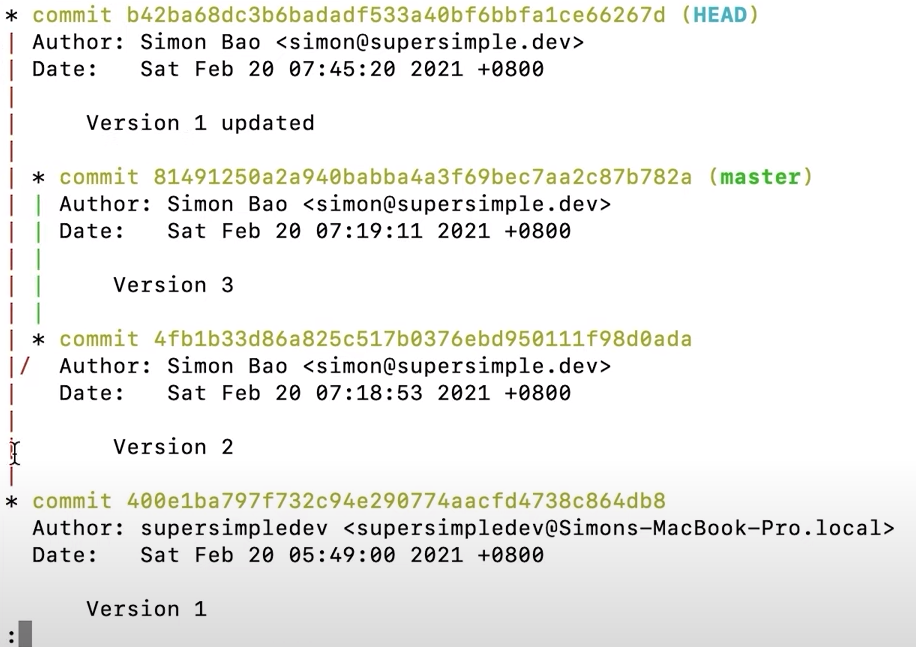 * commit b42ba68dc3b6badadf533a40bf6bbfa1ce66267d (HEAD)
| Author: Simon Bao <simon@supersimple.dev>
| Date:   Sat Feb 20 07:45:20 2021 +0800
|
|     Version 1 updated
|
| * commit 81491250a2a940babba4a3f69bec7aa2c87b782a (master)
| | Author: Simon Bao <simon@supersimple.dev>
| | Date:   Sat Feb 20 07:19:11 2021 +0800
| |
| |     Version 3
| |
| * commit 4fb1b33d86a825c517b0376ebd950111f98d0ada
|/  Author: Simon Bao <simon@supersimple.dev>
|   Date:   Sat Feb 20 07:18:53 2021 +0800
|
|       Version 2
|
* commit 400e1ba797f732c94e290774aacfd4738c864db8
  Author: supersimpledev <supersimpledev@Simons-MacBook-Pro.local>
  Date:   Sat Feb 20 05:49:00 2021 +0800

      Version 1
: